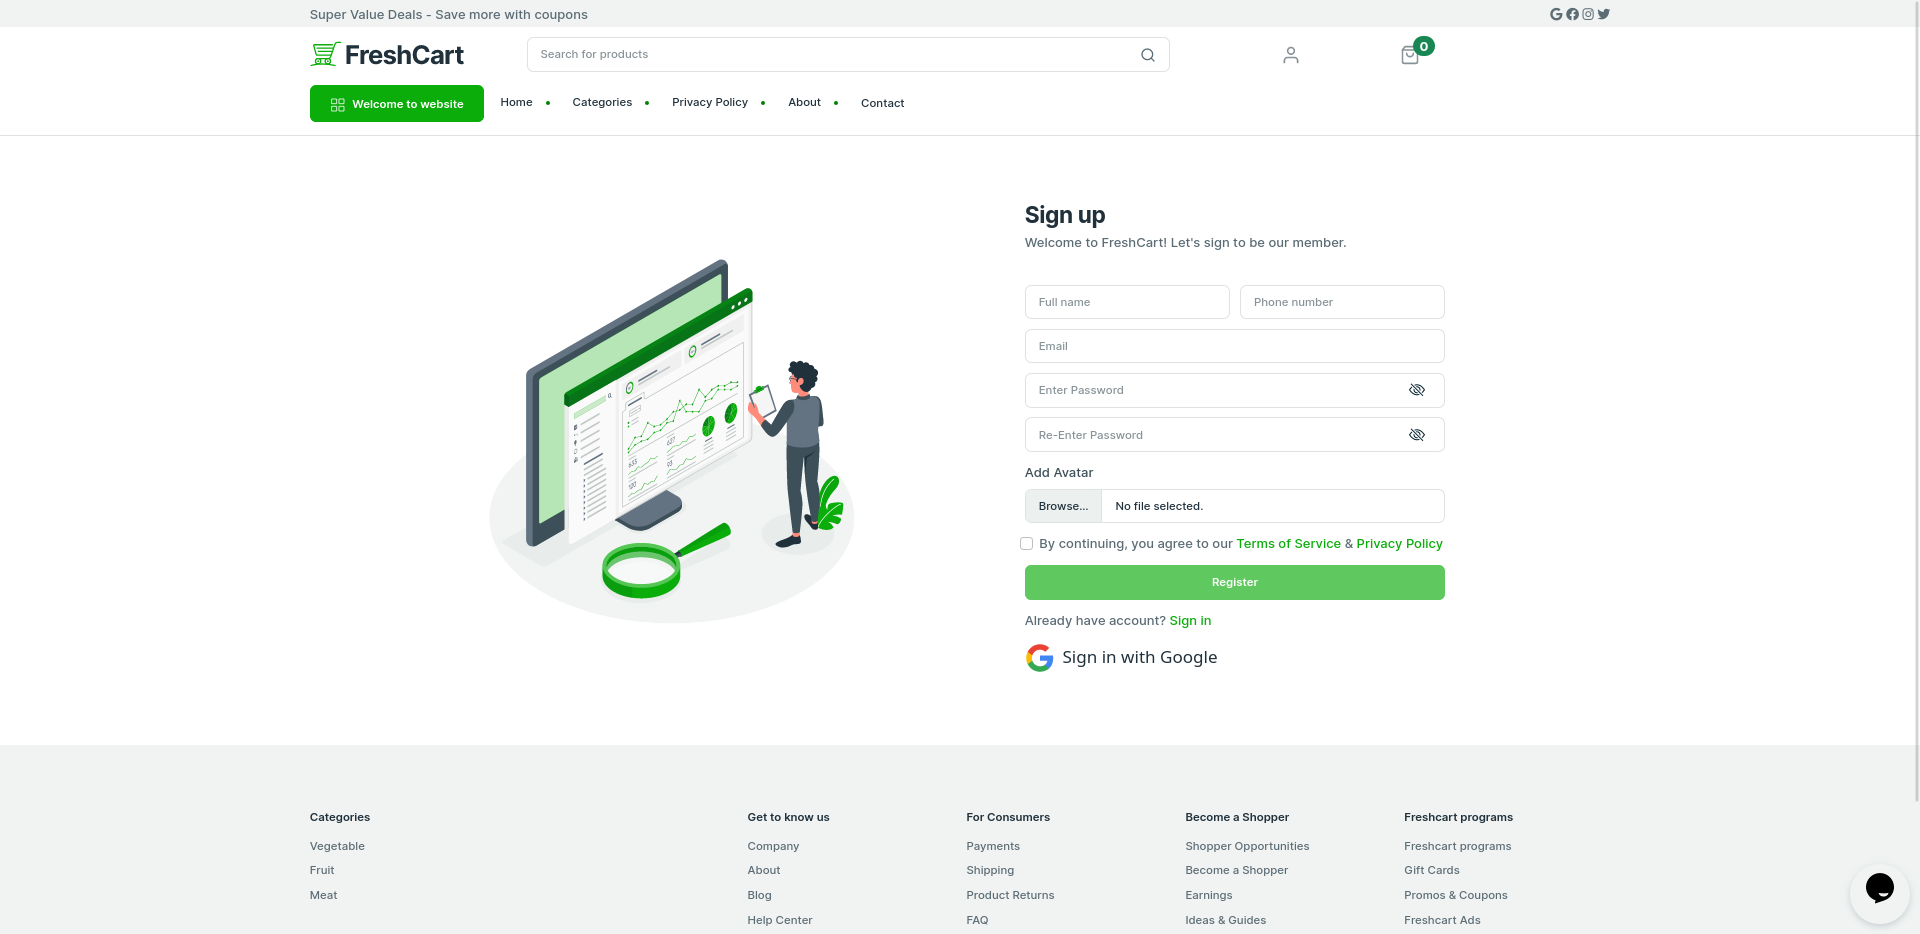 Super Value Deals - Save more with coupons
FreshCart
Search for products
0
Welcome to website
Home
Categories
Privacy Policy
About
Contact
Sign up
Welcome to FreshCart! Let's sign to be our member.
Full name
Phone number
Email
Enter Password
Re-Enter Password
Add Avatar
Browse... No file selected.
By continuing, you agree to our Terms of Service & Privacy Policy
Register
Already have account? Sign in
Sign in with Google
Categories
Vegetable
Fruit
Meat
Get to know us
Company
About
Blog
Help Center
For Consumers
Payments
Shipping
Product Returns
FAQ
Become a Shopper
Shopper Opportunities
Become a Shopper
Earnings
Ideas & Guides
Freshcart programs
Freshcart programs
Gift Cards
Promos & Coupons
Freshcart Ads